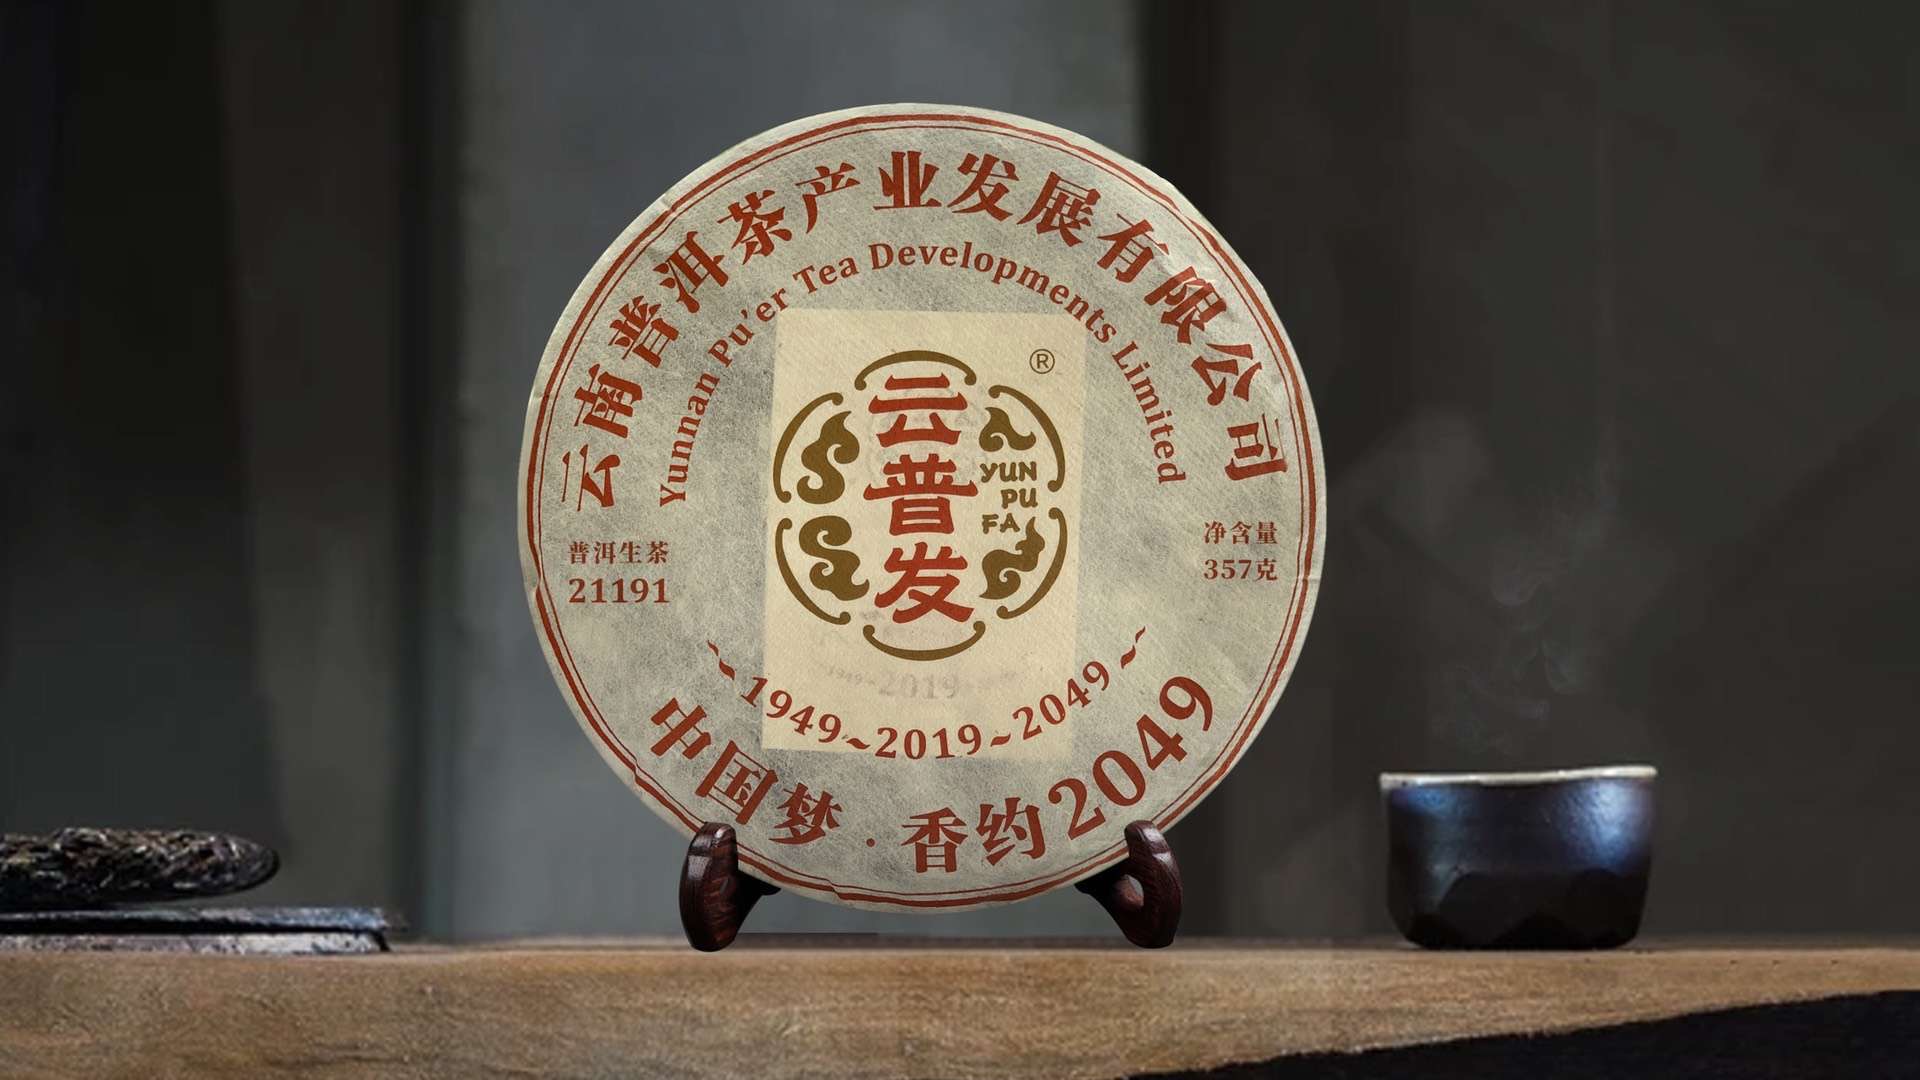 云南普洱茶产业发展有限公司
Yunnan Pu'er Tea Developments Limited
®
云普发
YUN
PU
FA
普洱生茶
21191
净含量
357克
~1949~2019~2049~
中国梦·香约2049